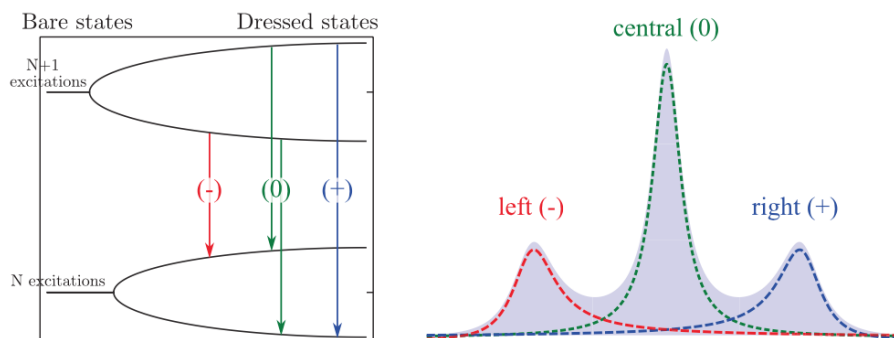 Bare states
Dressed states
N+1
excitations
(-)
(0)
(+)
N excitations
central (0)
left (-)
right (+)